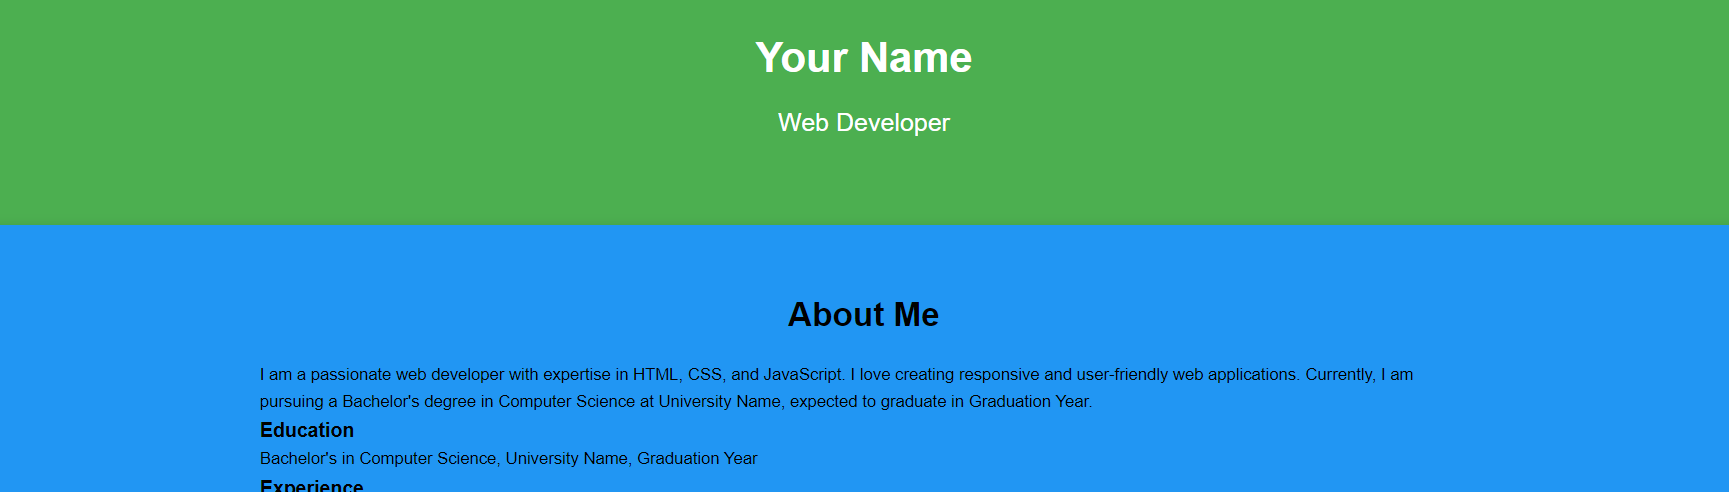 Your Name
Web Developer
About Me
I am a passionate web developer with expertise in HTML, CSS, and JavaScript. I love creating responsive and user-friendly web applications. Currently, I am
pursuing a Bachelor's degree in Computer Science at University Name, expected to graduate in Graduation Year.
Education
Bachelor's in Computer Science, University Name, Graduation Year
Experience